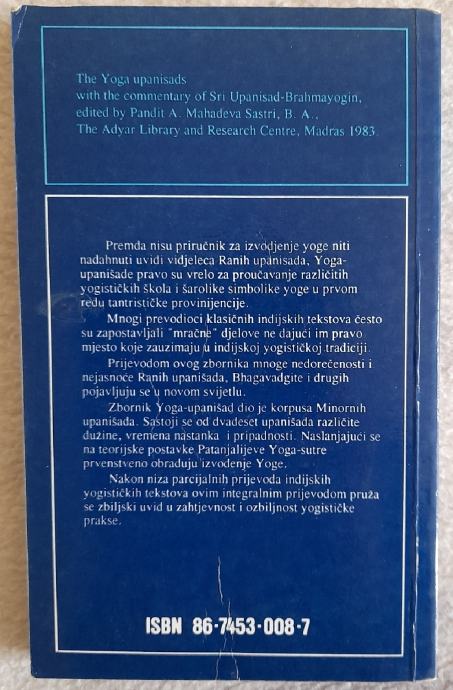 The Yoga upanisads
with the commentary of Sri Upanisad-Brahmayogin,
edited by Pandit A. Mahadeva Sastri, B. A.,
The Adyar Library and Research Centre, Madras 1983.
Premda nisu priručnik za izvodjenje yoge niti
nadahnuti uvidi vidjeleca Ranih upanišada, Yoga-
upanišade pravo su vrelo za proučavanje različitih
yogističkih škola i šarolike simbolike yoge u prvom
redu tantrističke provinijencije.
Mnogi prevodioci klasičnih indijskih tekstova često
su zapostavljali "mračne" djelove ne dajući im pravo
mjesto koje zauzimaju u indijskoj yogističkoj tradiciji.
Prijevodom ovog zbornika mnoge nedorečenosti i
nejasnoće Ranih upanišada, Bhagavadgite i drugih
pojavljuju se u novom svijetlu.
Zbornik Yoga-upanišad dio je korpusa Minornih
upanišada. Sastoji se od dvadeset upanišada različite
dužine, vremena nastanka i pripadnosti. Naslanjajući se
na teorijske postavke Patanjalijeve Yoga-sutre
prvenstveno obraduju izvođenje Yoge.
Nakon niza parcijalnih prijevoda indijskih
yogističkih tekstova ovim integralnim prijevodom pruža
se zbiljski uvid u zahtjevnost i ozbiljnost yogističke
prakse.
ISBN 86-7453-008-7